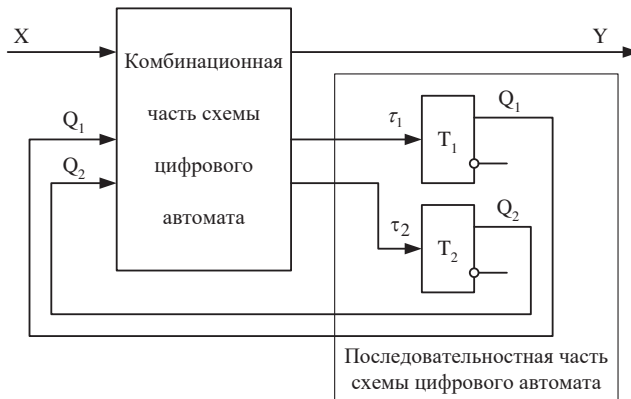 X
Y
Комбинационная
часть схемы
цифрового
автомата
Q1
Q2
τ1
T1
Q1
τ2
T2
Q2
Последовательностная часть
схемы цифрового автомата